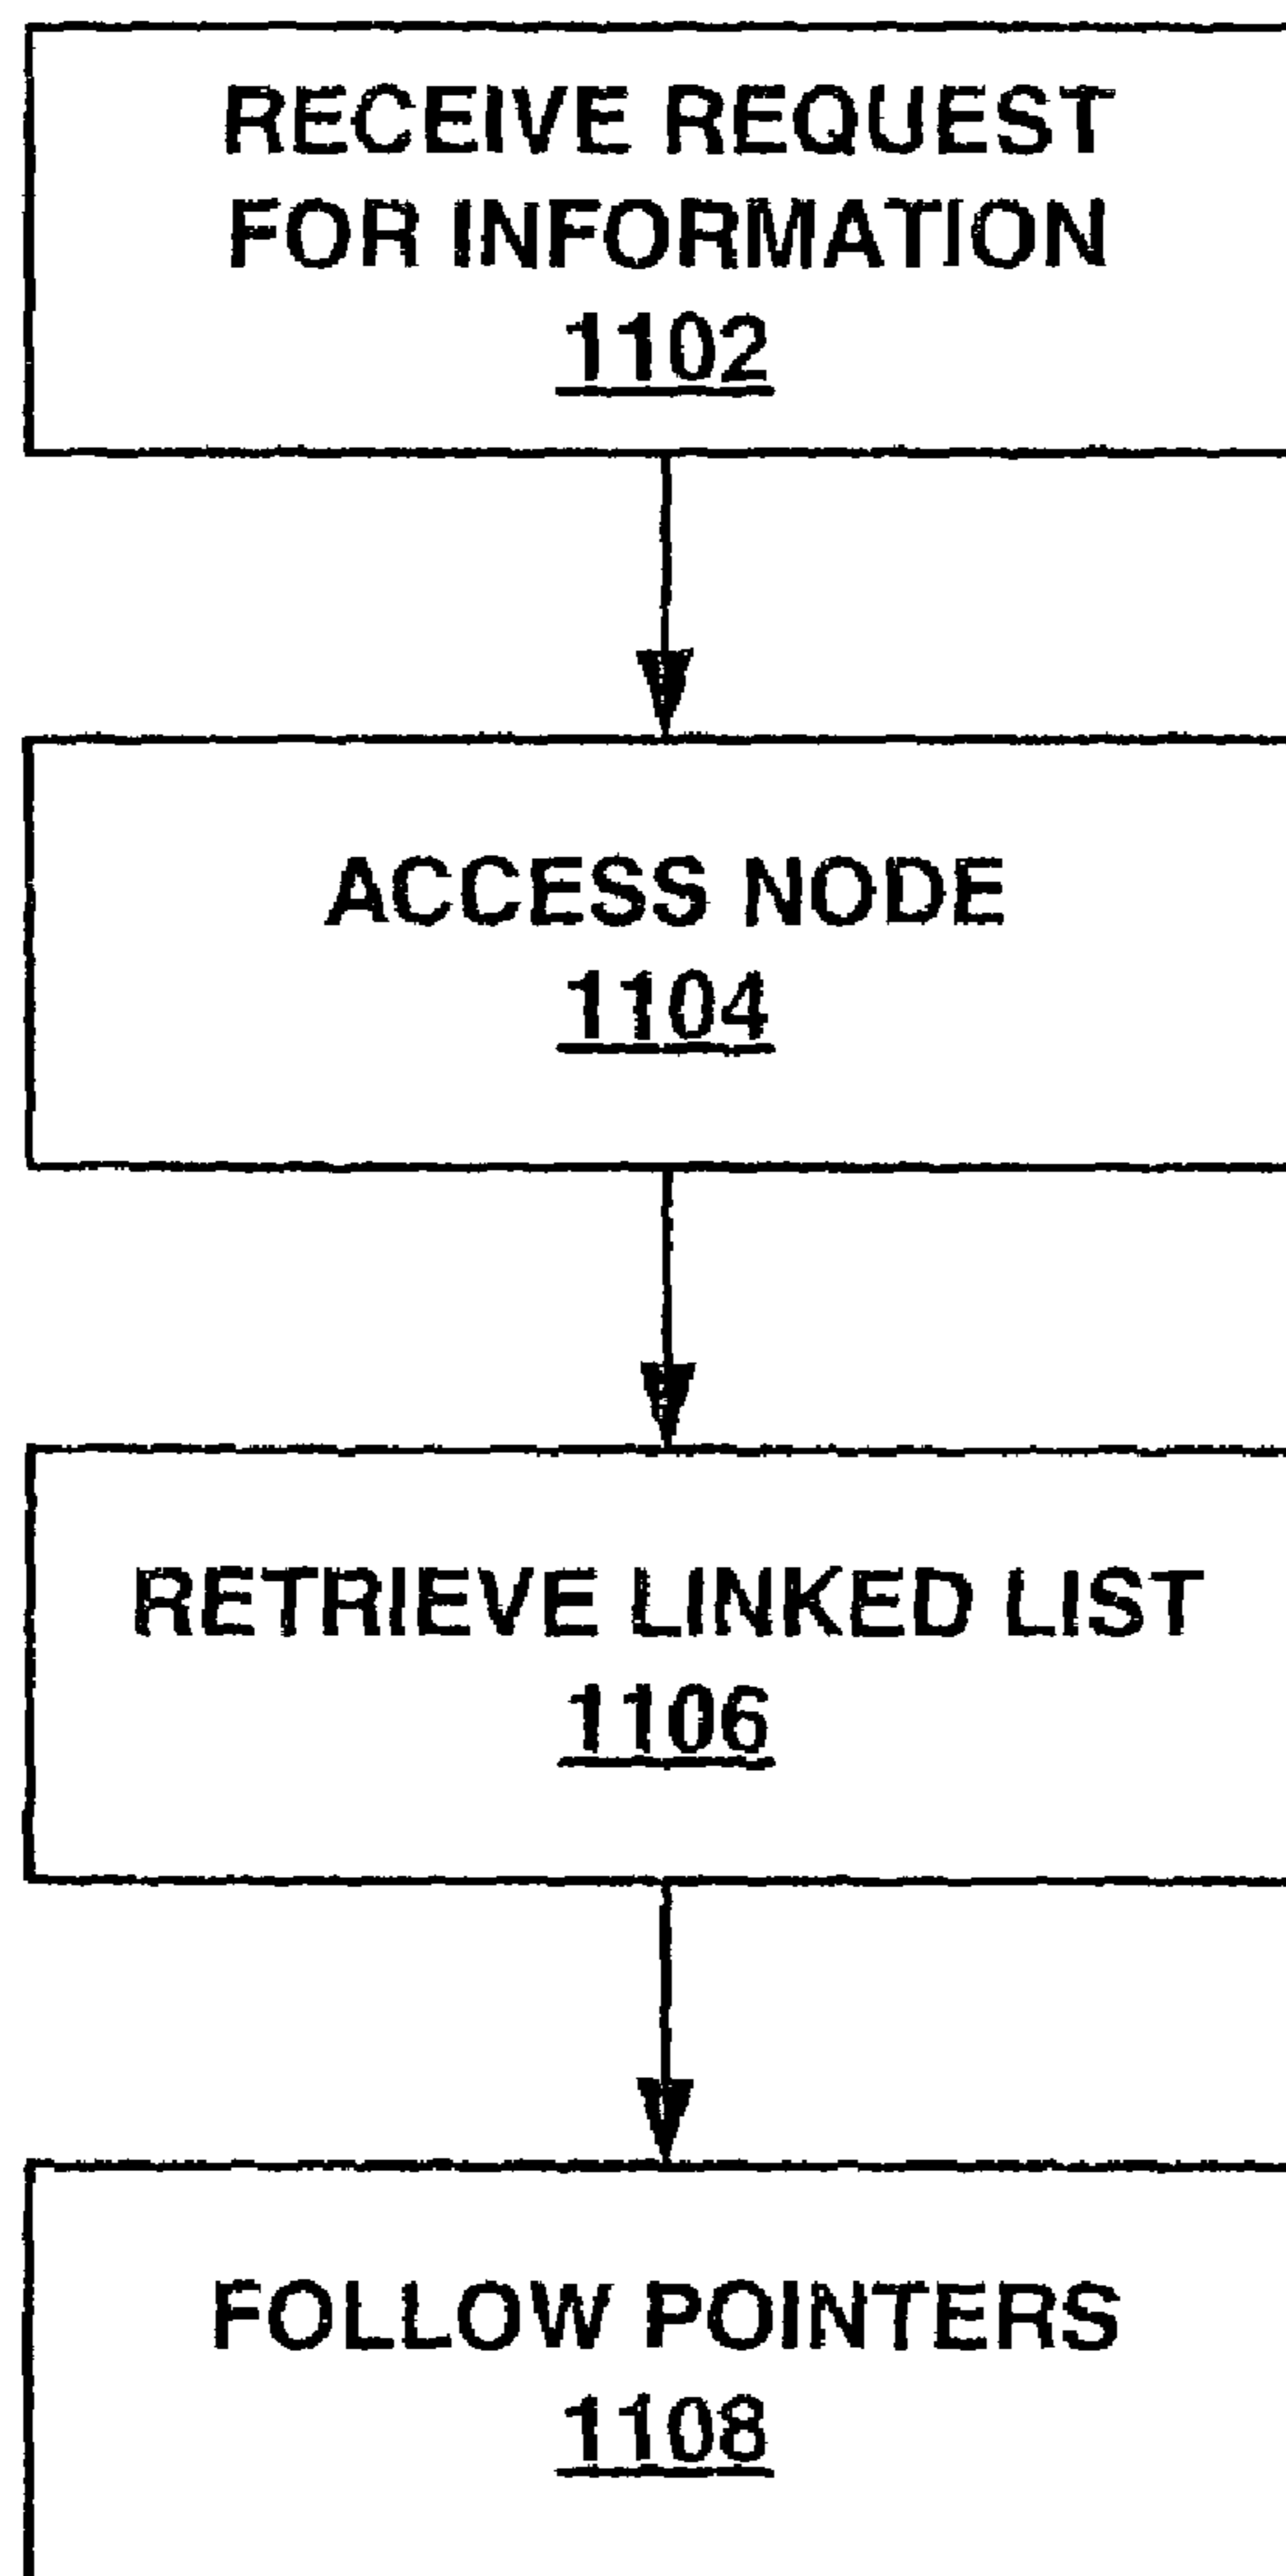 RECEIVE REQUEST
FOR INFORMATION
1102
ACCESS NODE
1104
RETRIEVE LINKED LIST
1106
FOLLOW POINTERS
1108